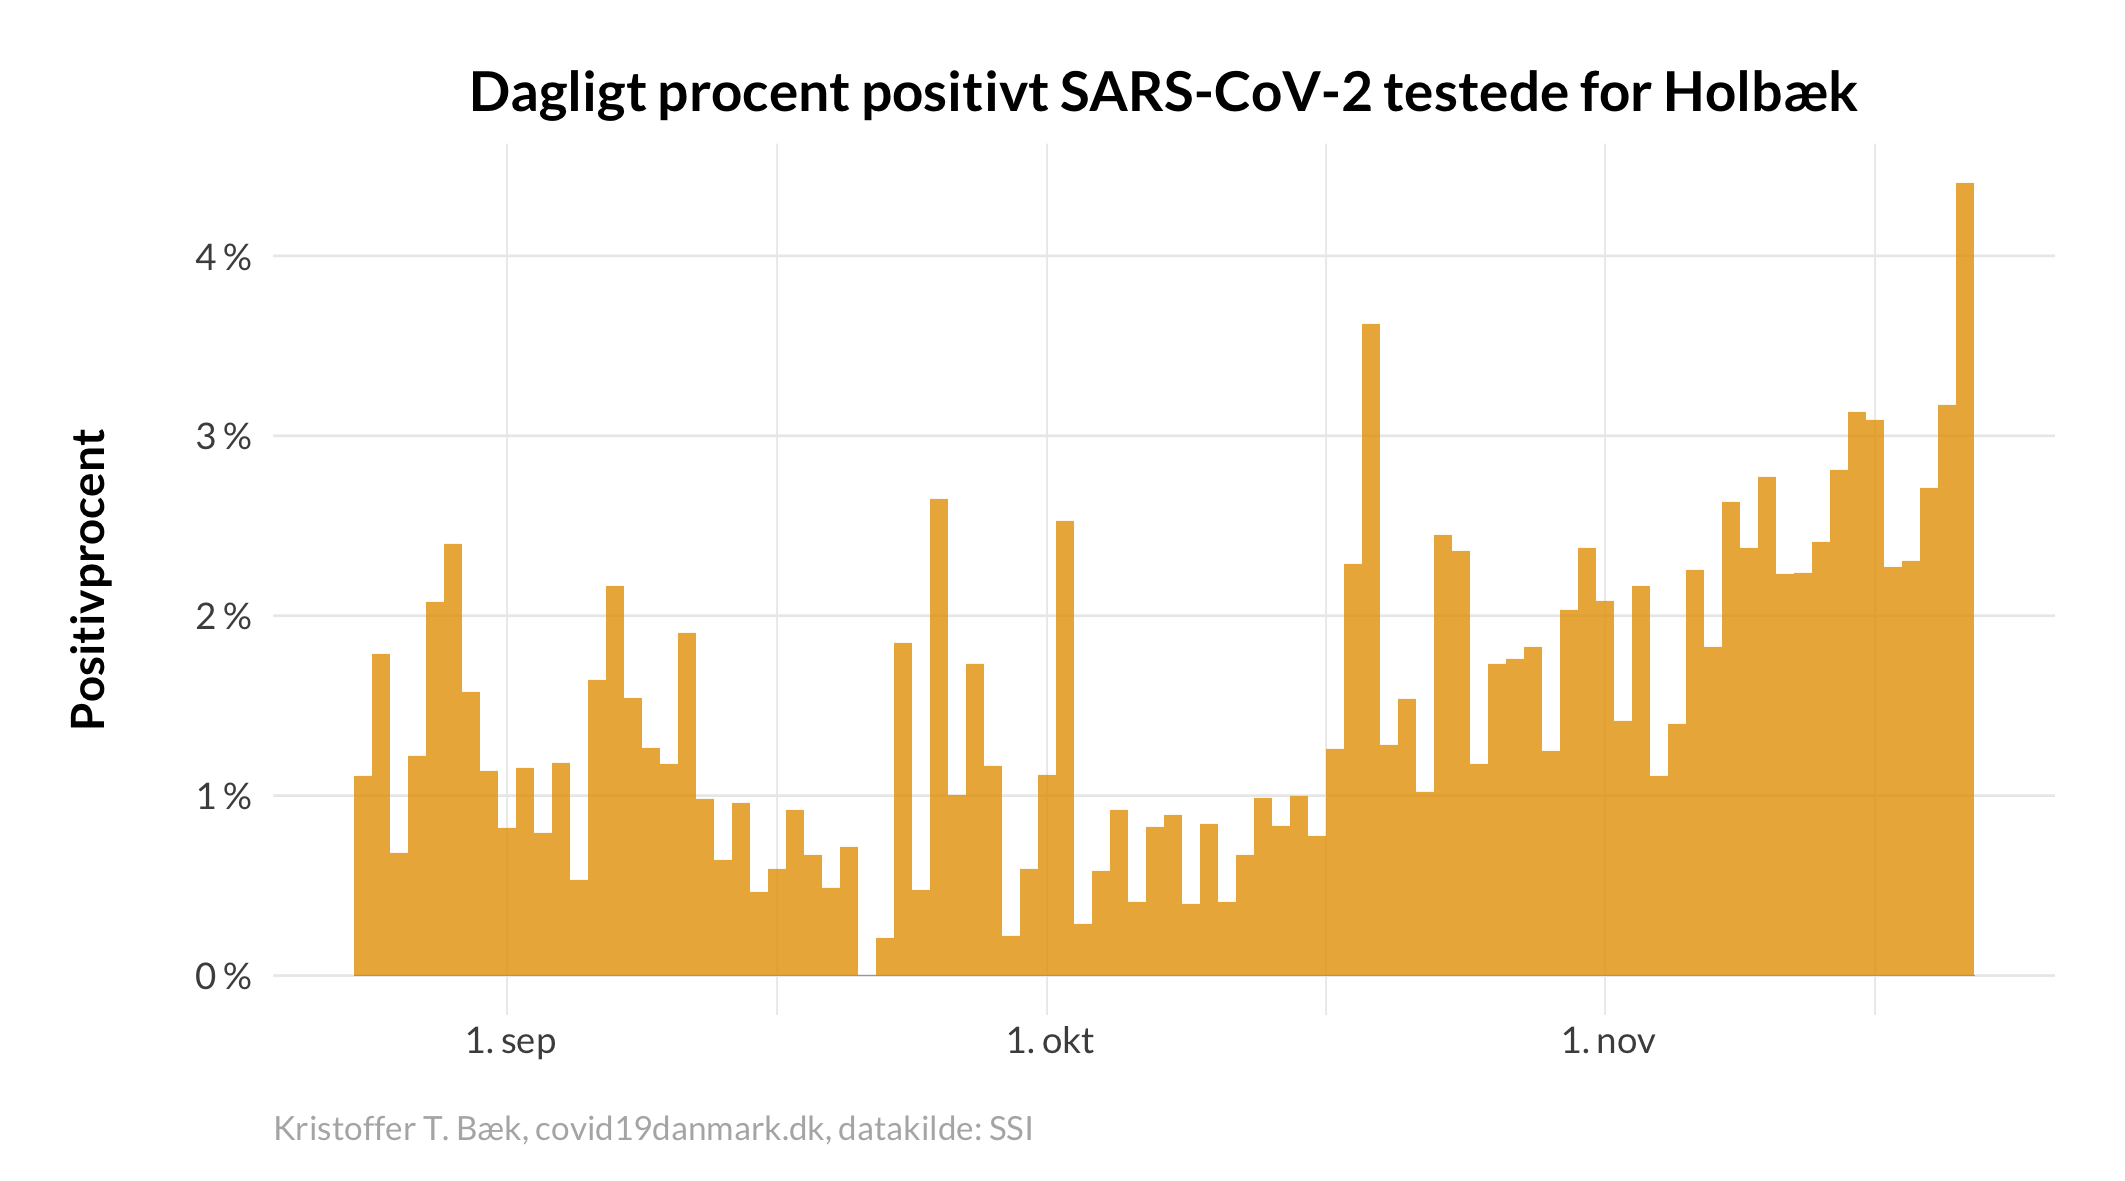 Dagligt procent positivt SARS-CoV-2 testede for Holbæk
Positivprocent
4 %
3 %
2 %
1 %
0 %
1. sep
1. okt
1. nov
Kristoffer T. Bæk, covid19danmark.dk, datakilde: SSI